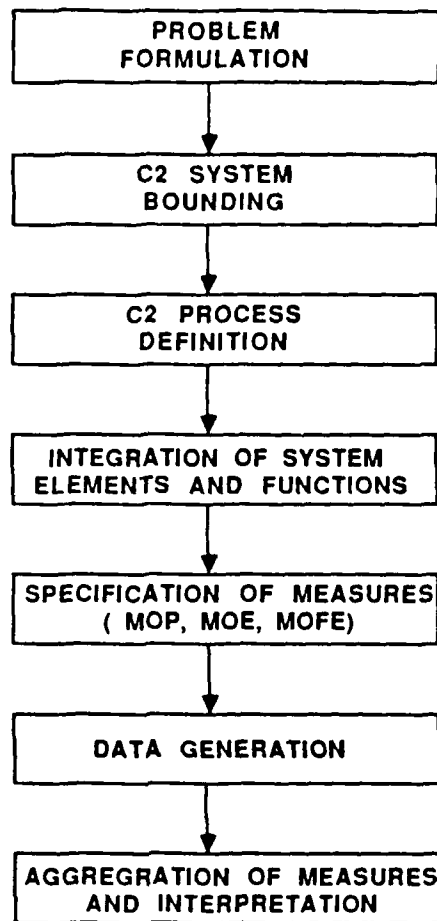 PROBLEM
FORMULATION
C2 SYSTEM
BOUNDING
C2 PROCESS
DEFINITION
INTEGRATION OF SYSTEM
ELEMENTS AND FUNCTIONS
SPECIFICATION OF MEASURES
( MOP, MOE, MOFE)
DATA GENERATION
AGGREGRATION OF MEASURES
AND INTERPRETATION